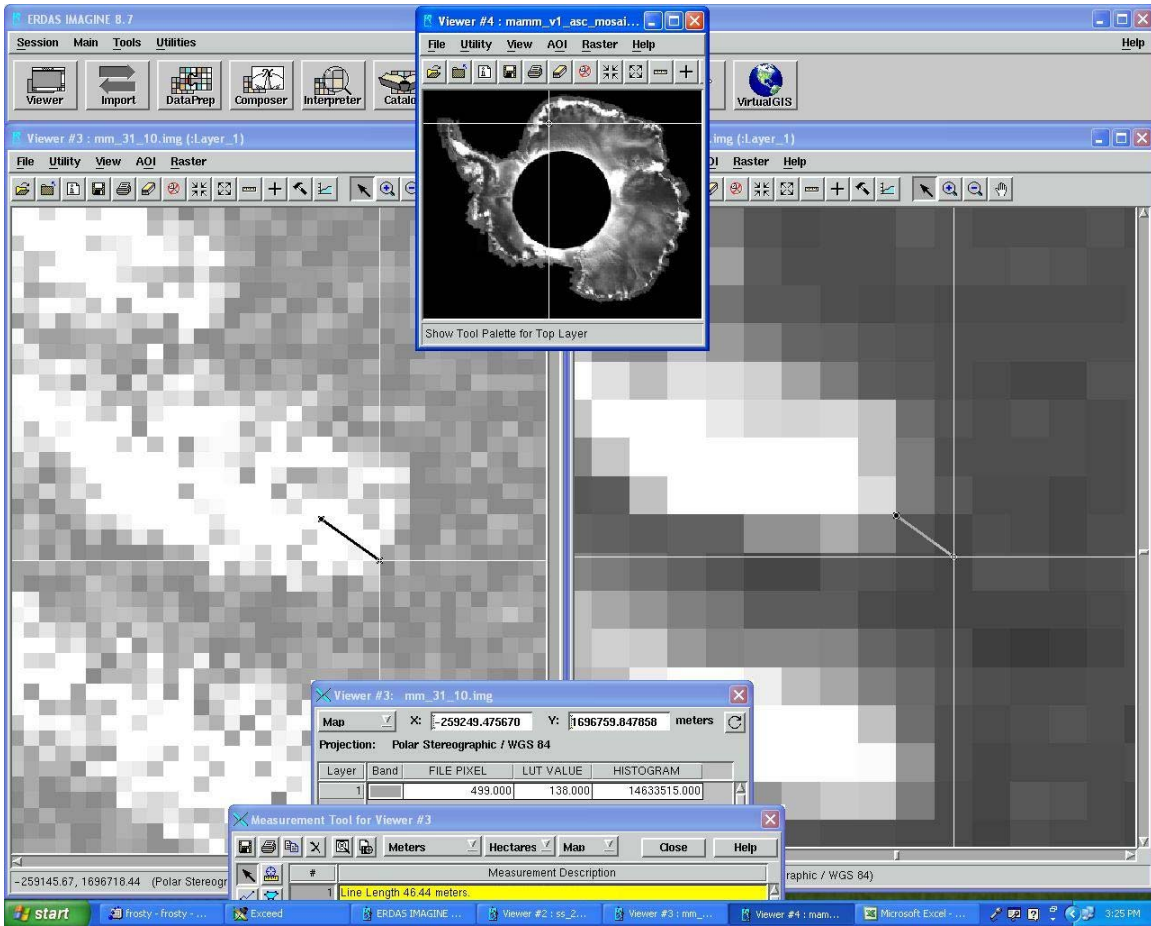 ERDAS IMAGINE 8.7
Session Main Tools Utilities
Help
Viewer
Import
DataPrep
Composer
Interpreter
VirtualGIS
Viewer #4 : mamm_v1_asc_mosai...
File Utility View AOI Raster Help
Show Tool Palette for Top Layer
Viewer #3 : mm_31_10.img (:Layer_1)
File Utility View AOI Raster
.img (:Layer_1)
Raster Help
Viewer #3: mm_31_10.img
Map X: -259249.475670 Y: 1696759.847858 meters
Projection: Polar Stereographic / WGS 84
Layer Band FILE PIXEL LUT VALUE HISTOGRAM
1 499.000 138.000 14633515.000
Measurement Tool for Viewer #3
Meters Hectares Map Close Help
# Measurement Description
1 Line Length 46.44 meters.
-259145.67, 1696718.44 (Polar Stereogr
raphic / WGS 84)
start frosty - frosty - ... Exceed ERDAS IMAGINE ... Viewer #2 : ss_2... Viewer #3 : mm_... Viewer #4 : mam... Microsoft Excel - ... 3:25 PM